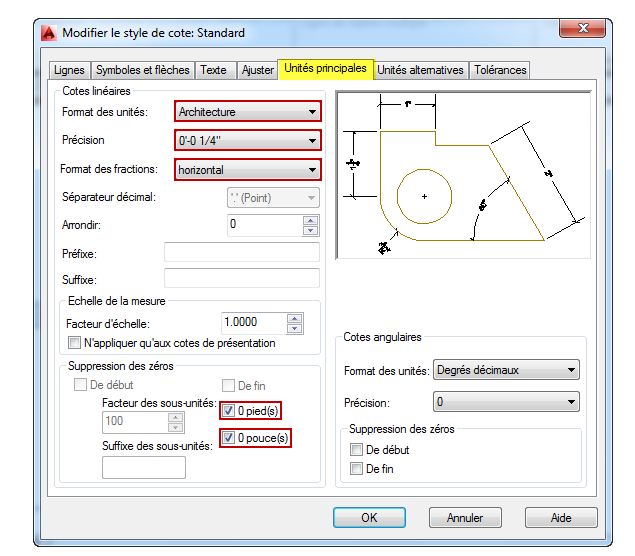 Modifier le style de cote: Standard
Lignes Symboles et flèches Texte Ajuster Unités principales Unités alternatives Tolérances
Cotes linéaires
Format des unités: Architecture
Précision 0'-0 1/4"
Format des fractions: horizontal
Séparateur décimal: '.' (Point)
Arrondir: 0
Préfixe:
Suffixe:
Echelle de la mesure
Facteur d'échelle: 1.0000
N'appliquer qu'aux cotes de présentation
Suppression des zéros
De début De fin
Facteur des sous-unités: 0 pied(s)
100
0 pouce(s)
Suffixe des sous-unités:
1"
Cotes angulaires
Format des unités: Degrés décimaux
Précision: 0
Suppression des zéros
De début
De fin
OK Annuler Aide